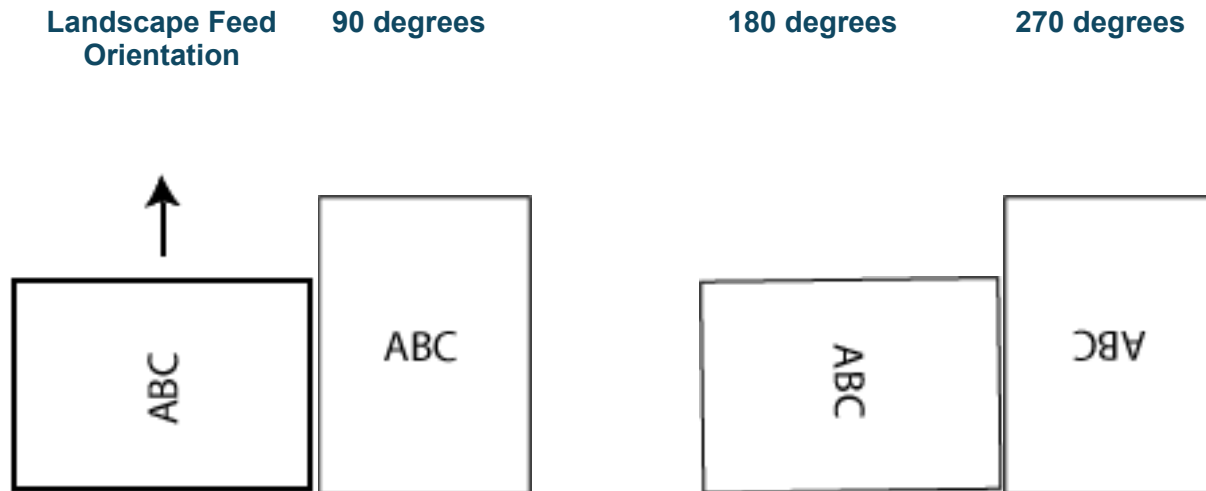 Landscape Feed
Orientation
90 degrees
180 degrees
270 degrees
ABC
ABC
ABC
ABC